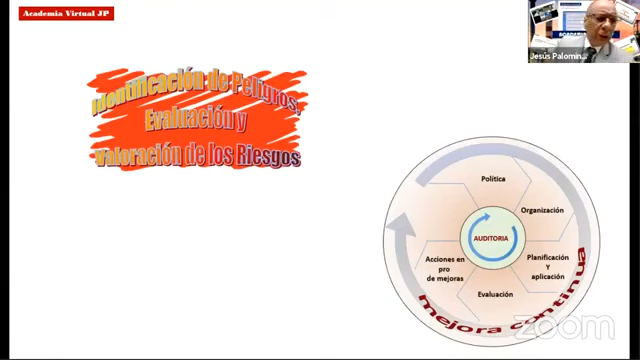 Academia Virtual JP
Jesús Palomin...
Identificación de Peligros,
Evaluación y
Valoración de los Riesgos
Política
Organización
AUDITORIA
Planificación
Y
aplicación
Acciones en
pro
de mejoras
Evaluación
mejora continua
zoom